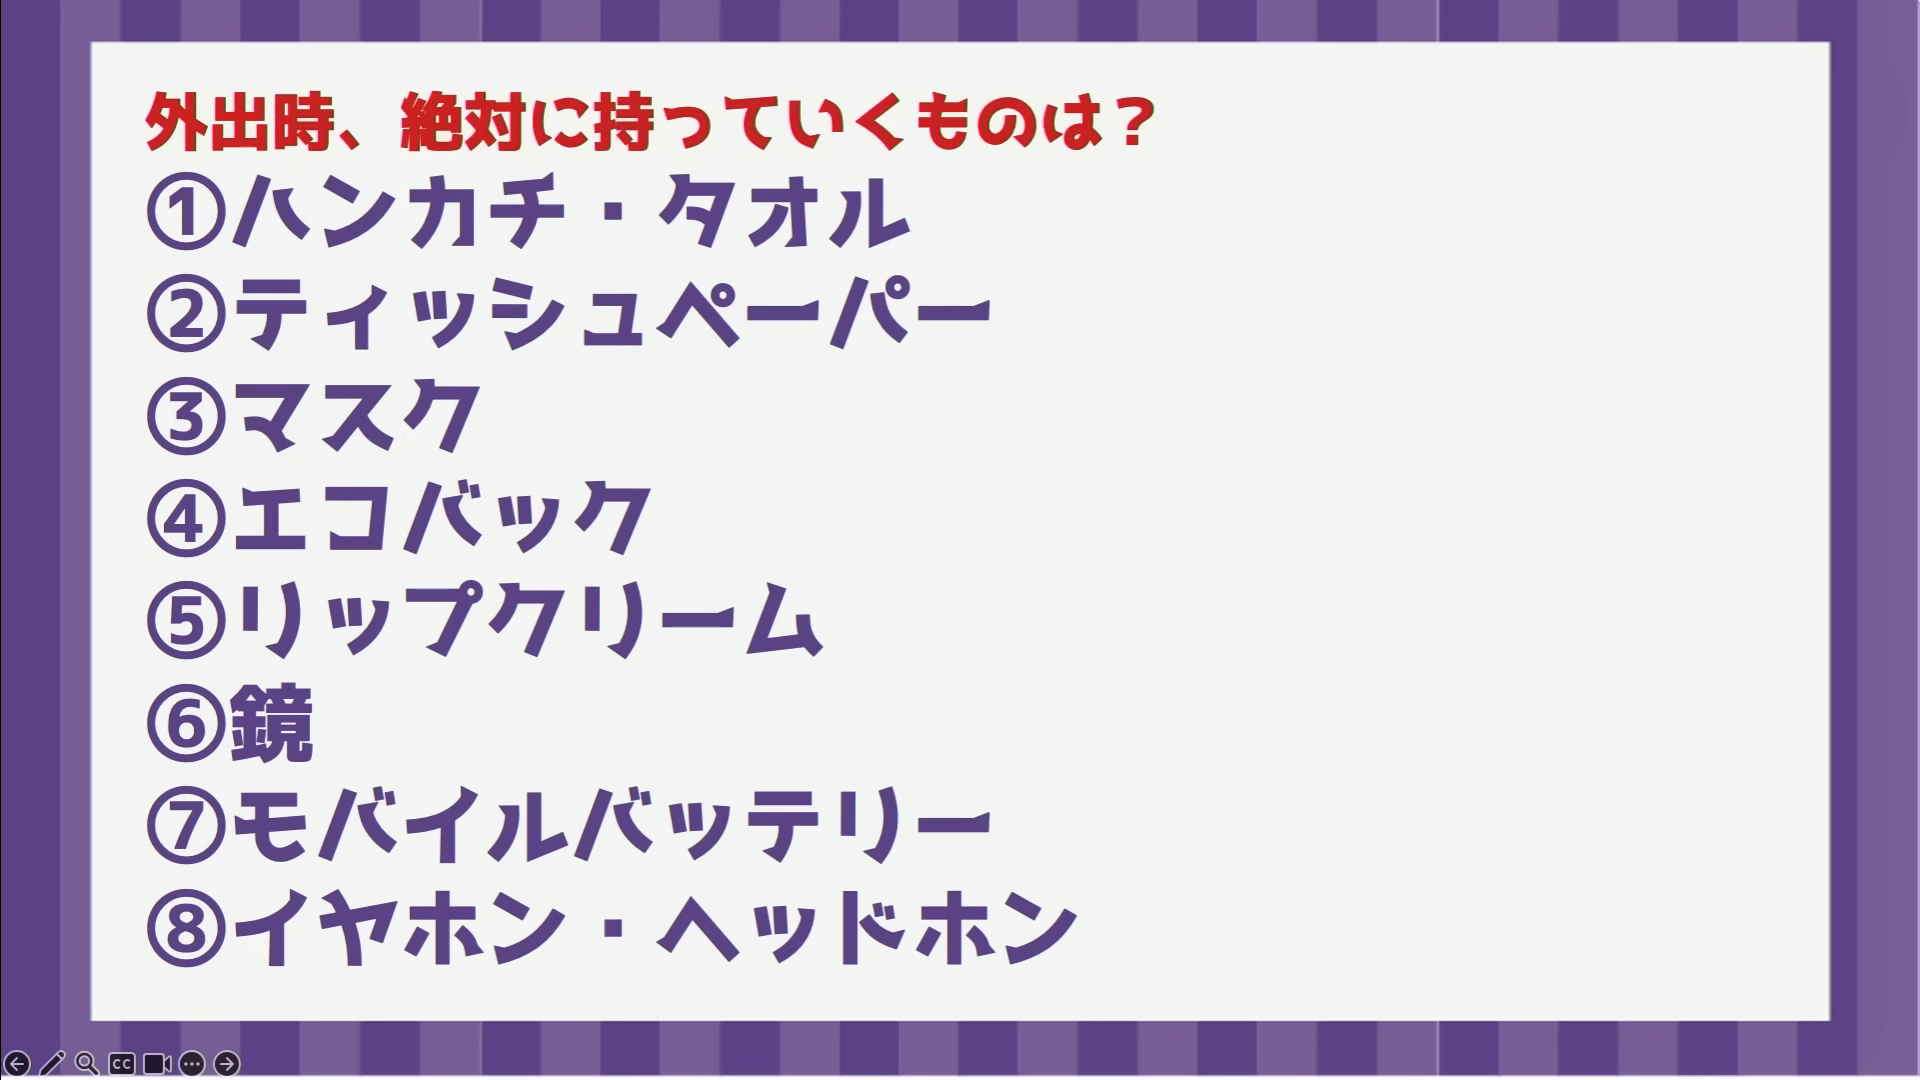 外出時、絶対に持っていくものは？
①ハンカチ・タオル
②ティッシュペーパー
③マスク
④エコバック
⑤リップクリーム
⑥鏡
⑦モバイルバッテリー
⑧イヤホン・ヘッドホン
CC